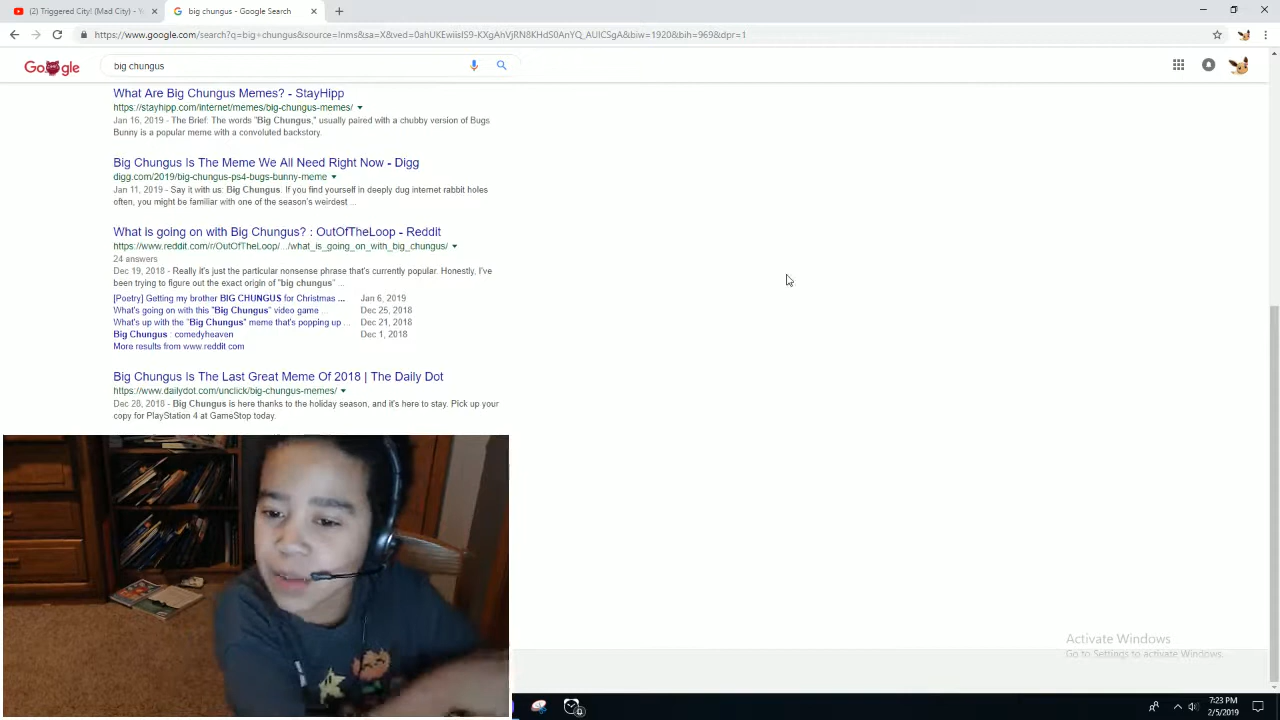 (2) Triggered City! (Mad City) -
big chungus - Google Search
https://www.google.com/search?q=big+chungus&source=lnms&sa=X&ved=0ahUKEwiisIS9-KXgAhVjRN8KHdS0AnYQ_AUICSgA&biw=1920&bih=969&dpr=1
Google
big chungus
What Are Big Chungus Memes? - StayHipp
https://stayhipp.com/internet/memes/big-chungus-memes/
Jan 16, 2019 - The Brief: The words "Big Chungus," usually paired with a chubby version of Bugs
Bunny is a popular meme with a convoluted backstory.
Big Chungus Is The Meme We All Need Right Now - Digg
digg.com/2019/big-chungus-ps4-bugs-bunny-meme
Jan 11, 2019 - Say it with us: Big Chungus. If you find yourself in deeply dug internet rabbit holes
often, you might be familiar with one of the season's weirdest ...
What is going on with Big Chungus? : OutOfTheLoop - Reddit
https://www.reddit.com/r/OutOfTheLoop/.../what_is_going_on_with_big_chungus/
24 answers
Dec 19, 2018 - Really it's just the particular nonsense phrase that's currently popular. Honestly, I've
been trying to figure out the exact origin of "big chungus" ...
[Poetry] Getting my brother BIG CHUNGUS for Christmas ... Jan 6, 2019
What's going on with this "Big Chungus" video game ... Dec 25, 2018
What's up with the "Big Chungus" meme that's popping up ... Dec 21, 2018
Big Chungus : comedyheaven Dec 1, 2018
More results from www.reddit.com
Big Chungus Is The Last Great Meme Of 2018 | The Daily Dot
https://www.dailydot.com/unclick/big-chungus-memes/
Dec 28, 2018 - Big Chungus is here thanks to the holiday season, and it's here to stay. Pick up your
copy for PlayStation 4 at GameStop today.
Activate Windows
Go to Settings to activate Windows.
7:23 PM
2/5/2019